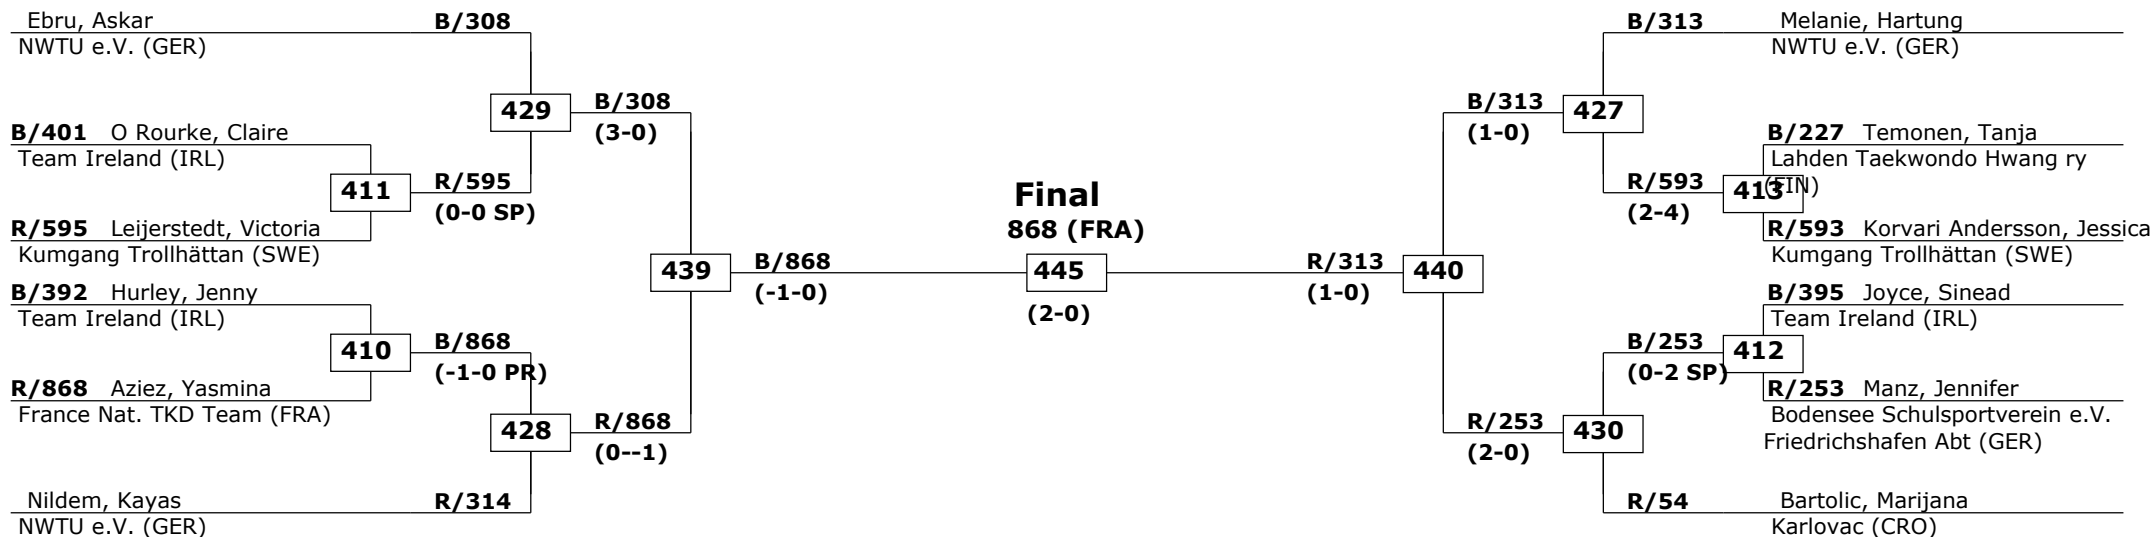 Ebru, Askar
B/308
NWTU e.V. (GER)
429
B/308
(3-0)
B/401 O Rourke, Claire
Team Ireland (IRL)
411
R/595
(0-0 SP)
R/595 Leijerstedt, Victoria
Kumgang Trollhättan (SWE)
439
B/868
(-1-0)
B/392 Hurley, Jenny
Team Ireland (IRL)
410
B/868
(-1-0 PR)
R/868 Aziez, Yasmina
France Nat. TKD Team (FRA)
428
R/868
(0--1)
Nildem, Kayas
R/314
NWTU e.V. (GER)
Final
868 (FRA)
445
(2-0)
B/313
Melanie, Hartung
NWTU e.V. (GER)
B/313
(1-0)
427
B/227 Temonen, Tanja
Lahden Taekwondo Hwang ry
(FIN)
R/593
(2-4)
413
R/593 Korvari Andersson, Jessica
Kumgang Trollhättan (SWE)
R/313
(1-0)
440
B/395 Joyce, Sinead
Team Ireland (IRL)
B/253
(0-2 SP)
412
R/253 Manz, Jennifer
Bodensee Schulsportverein e.V.
Friedrichshafen Abt (GER)
R/253
(2-0)
430
R/54
Bartolic, Marijana
Karlovac (CRO)